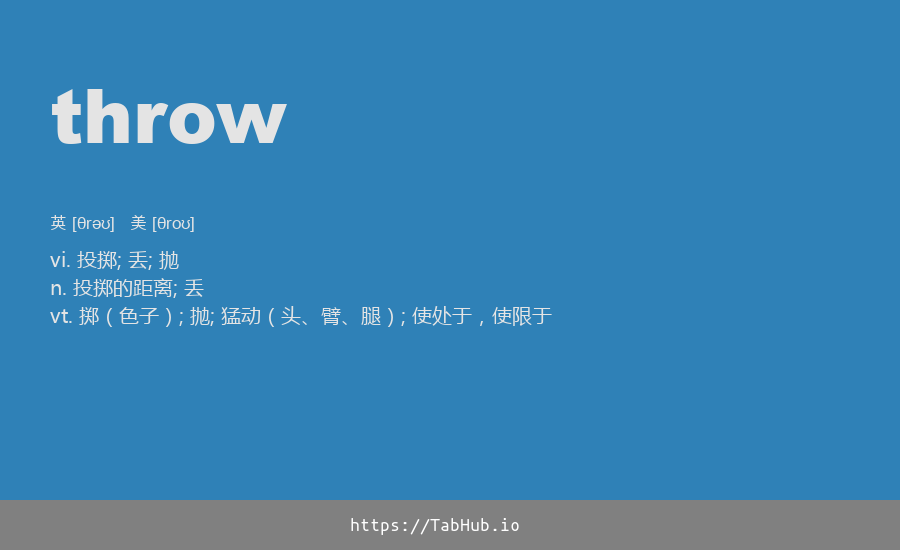 throw
英 [θrəʊ] 美 [θroʊ]
vi. 投掷; 丢; 抛
n. 投掷的距离; 丢
vt. 掷（色子）; 抛; 猛动（头、臂、腿）; 使处于，使限于
https://TabHub.io